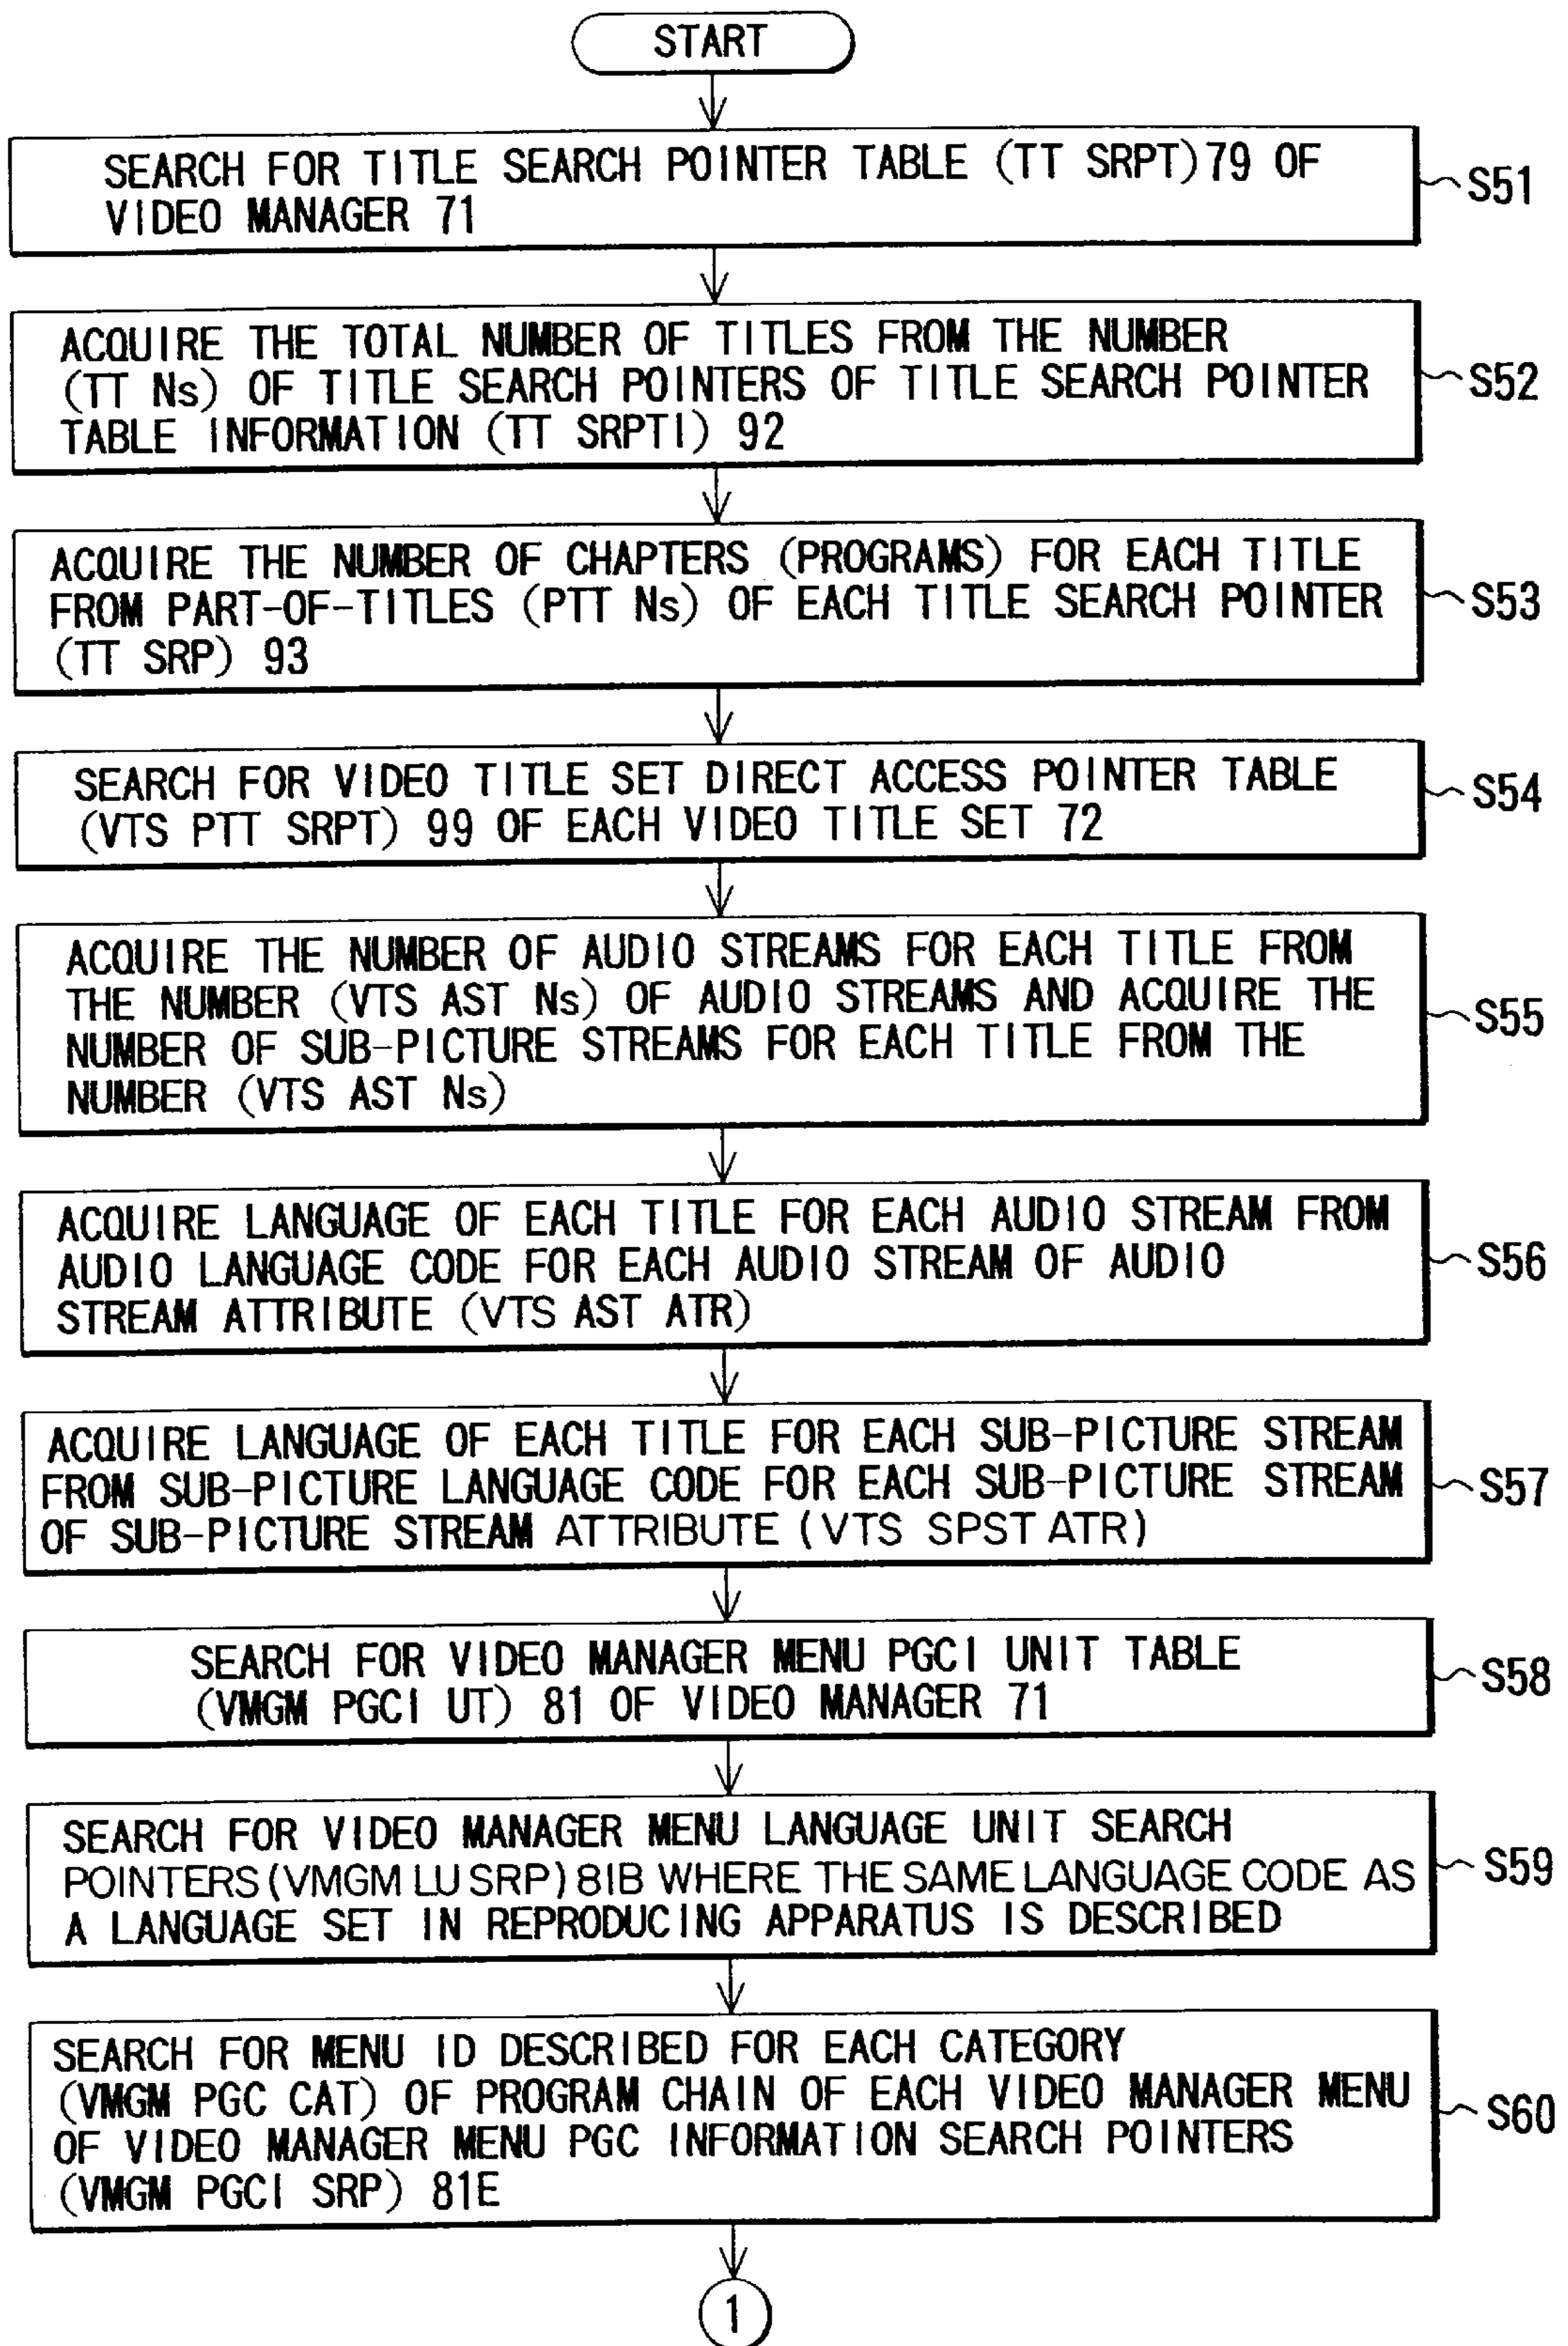 START
SEARCH FOR TITLE SEARCH POINTER TABLE (TT SRPT)79 OF
VIDEO MANAGER 71
S51
ACQUIRE THE TOTAL NUMBER OF TITLES FROM THE NUMBER
(TT Ns) OF TITLE SEARCH POINTERS OF TITLE SEARCH POINTER
TABLE INFORMATION (TT SRPTI) 92
S52
ACQUIRE THE NUMBER OF CHAPTERS (PROGRAMS) FOR EACH TITLE
FROM PART-OF-TITLES (PTT Ns) OF EACH TITLE SEARCH POINTER
(TT SRP) 93
S53
SEARCH FOR VIDEO TITLE SET DIRECT ACCESS POINTER TABLE
(VTS PTT SRPT) 99 OF EACH VIDEO TITLE SET 72
S54
ACQUIRE THE NUMBER OF AUDIO STREAMS FOR EACH TITLE FROM
THE NUMBER (VTS AST Ns) OF AUDIO STREAMS AND ACQUIRE THE
NUMBER OF SUB-PICTURE STREAMS FOR EACH TITLE FROM THE
NUMBER (VTS AST Ns)
S55
ACQUIRE LANGUAGE OF EACH TITLE FOR EACH AUDIO STREAM FROM
AUDIO LANGUAGE CODE FOR EACH AUDIO STREAM OF AUDIO
STREAM ATTRIBUTE (VTS AST ATR)
S56
ACQUIRE LANGUAGE OF EACH TITLE FOR EACH SUB-PICTURE STREAM
FROM SUB-PICTURE LANGUAGE CODE FOR EACH SUB-PICTURE STREAM
OF SUB-PICTURE STREAM ATTRIBUTE (VTS SPST ATR)
S57
SEARCH FOR VIDEO MANAGER MENU PGCI UNIT TABLE
(VMGM PGCI UT) 81 OF VIDEO MANAGER 71
S58
SEARCH FOR VIDEO MANAGER MENU LANGUAGE UNIT SEARCH
POINTERS (VMGM LU SRP) 81B WHERE THE SAME LANGUAGE CODE AS
A LANGUAGE SET IN REPRODUCING APPARATUS IS DESCRIBED
S59
SEARCH FOR MENU ID DESCRIBED FOR EACH CATEGORY
(VMGM PGC CAT) OF PROGRAM CHAIN OF EACH VIDEO MANAGER MENU
OF VIDEO MANAGER MENU PGC INFORMATION SEARCH POINTERS
(VMGM PGCI SRP) 81E
S60
1